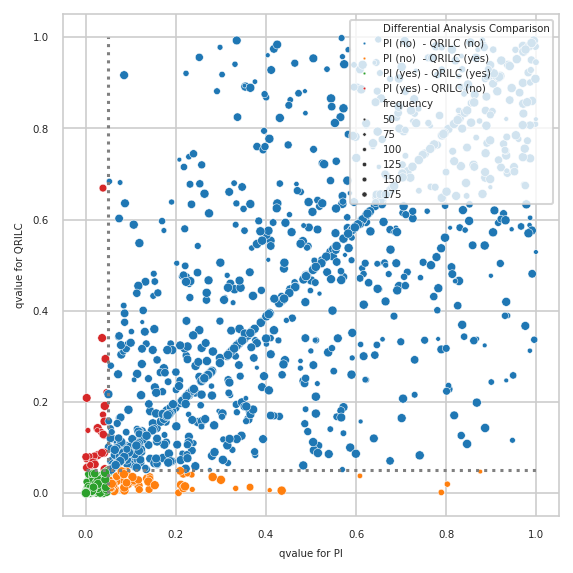 Differential Analysis Comparison
PI (no)  - QRILC (no)
PI (no)  - QRILC (yes)
PI (yes) - QRILC (yes)
PI (yes) - QRILC (no)
frequency
50
75
100
125
150
175
1.0
0.8
0.6
0.4
0.2
0.0
qvalue for QRILC
0.0 0.2 0.4 0.6 0.8 1.0
qvalue for PI